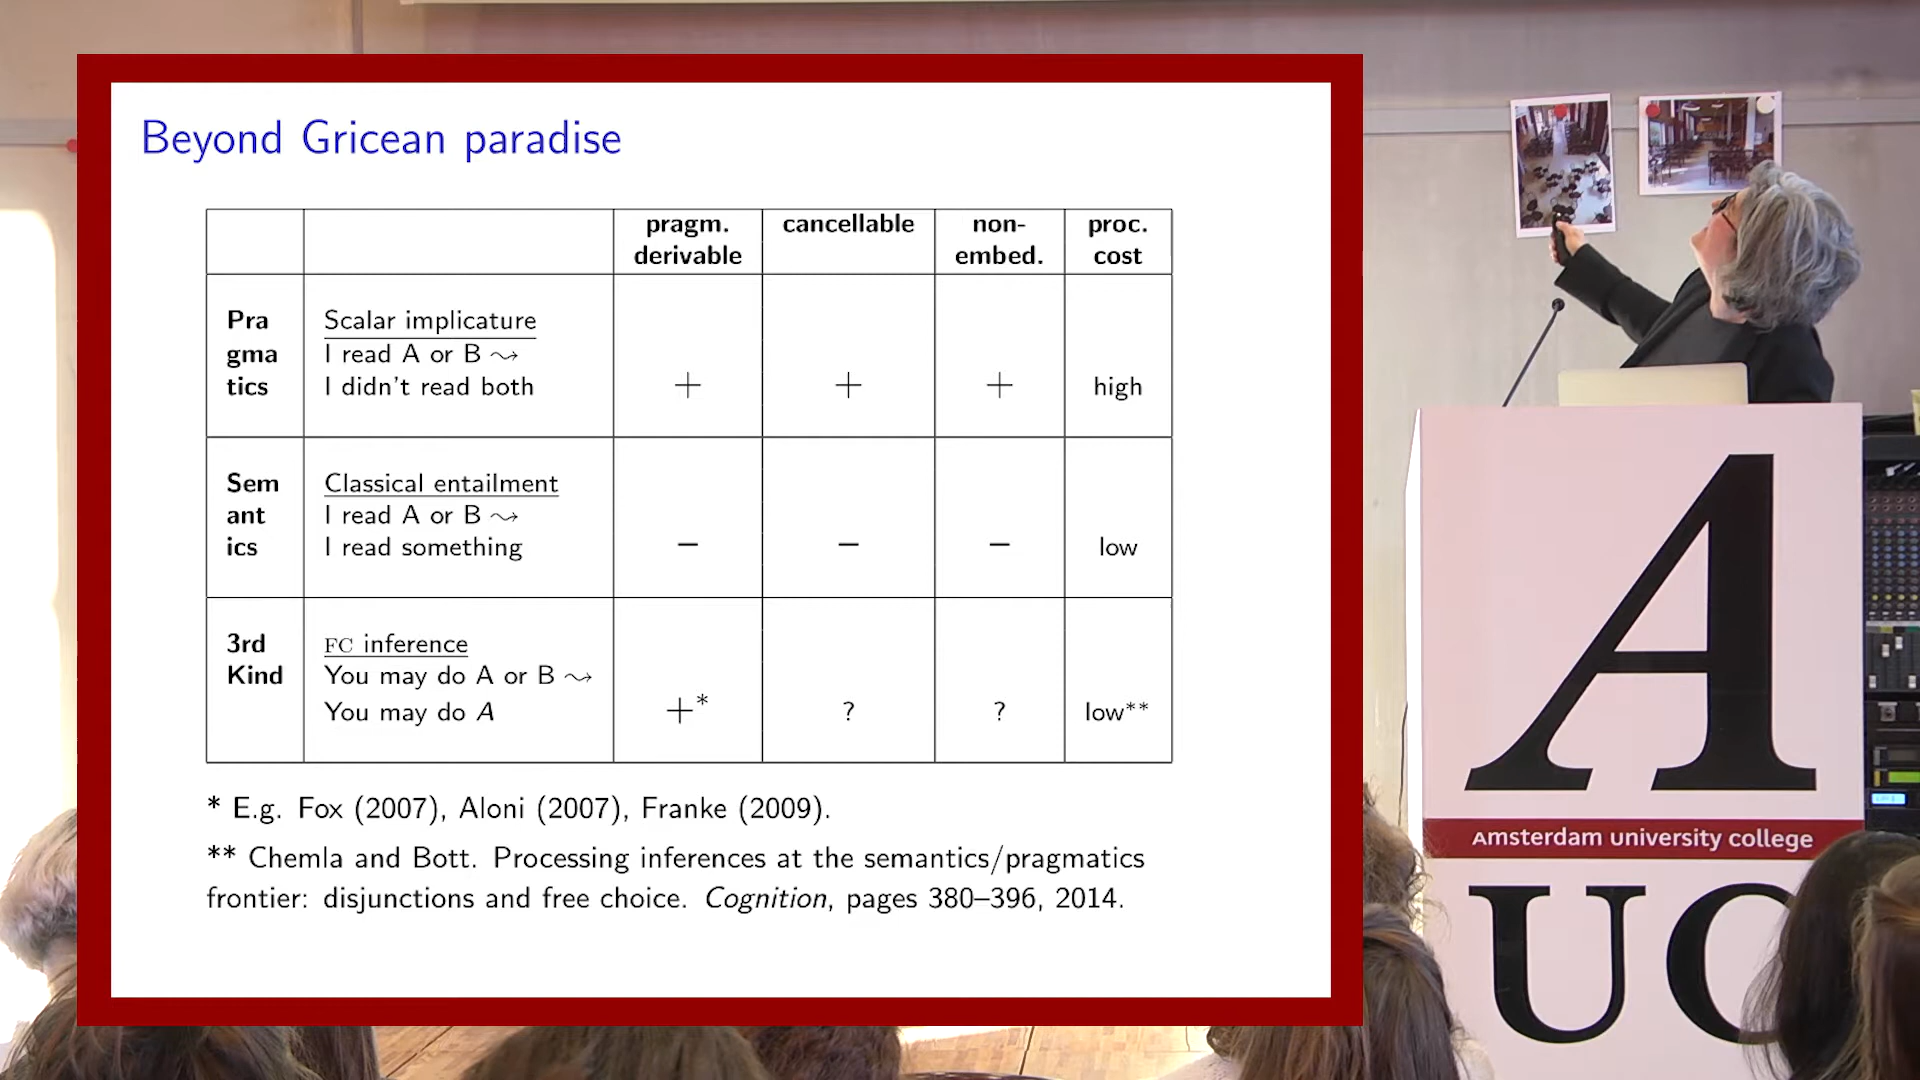 Beyond Gricean paradise
pragm. derivable cancellable non-embed. proc. cost
Pra gma tics
Scalar implicature
I read A or B ⤳
I didn't read both
+ + + high
Sem ant ics
Classical entailment
I read A or B ⤳
I read something
− − − low
3rd Kind
FC inference
You may do A or B ⤳
You may do A
+* ? ? low**
* E.g. Fox (2007), Aloni (2007), Franke (2009).
** Chemla and Bott. Processing inferences at the semantics/pragmatics
frontier: disjunctions and free choice. Cognition, pages 380–396, 2014.
A
Amsterdam university college
UC